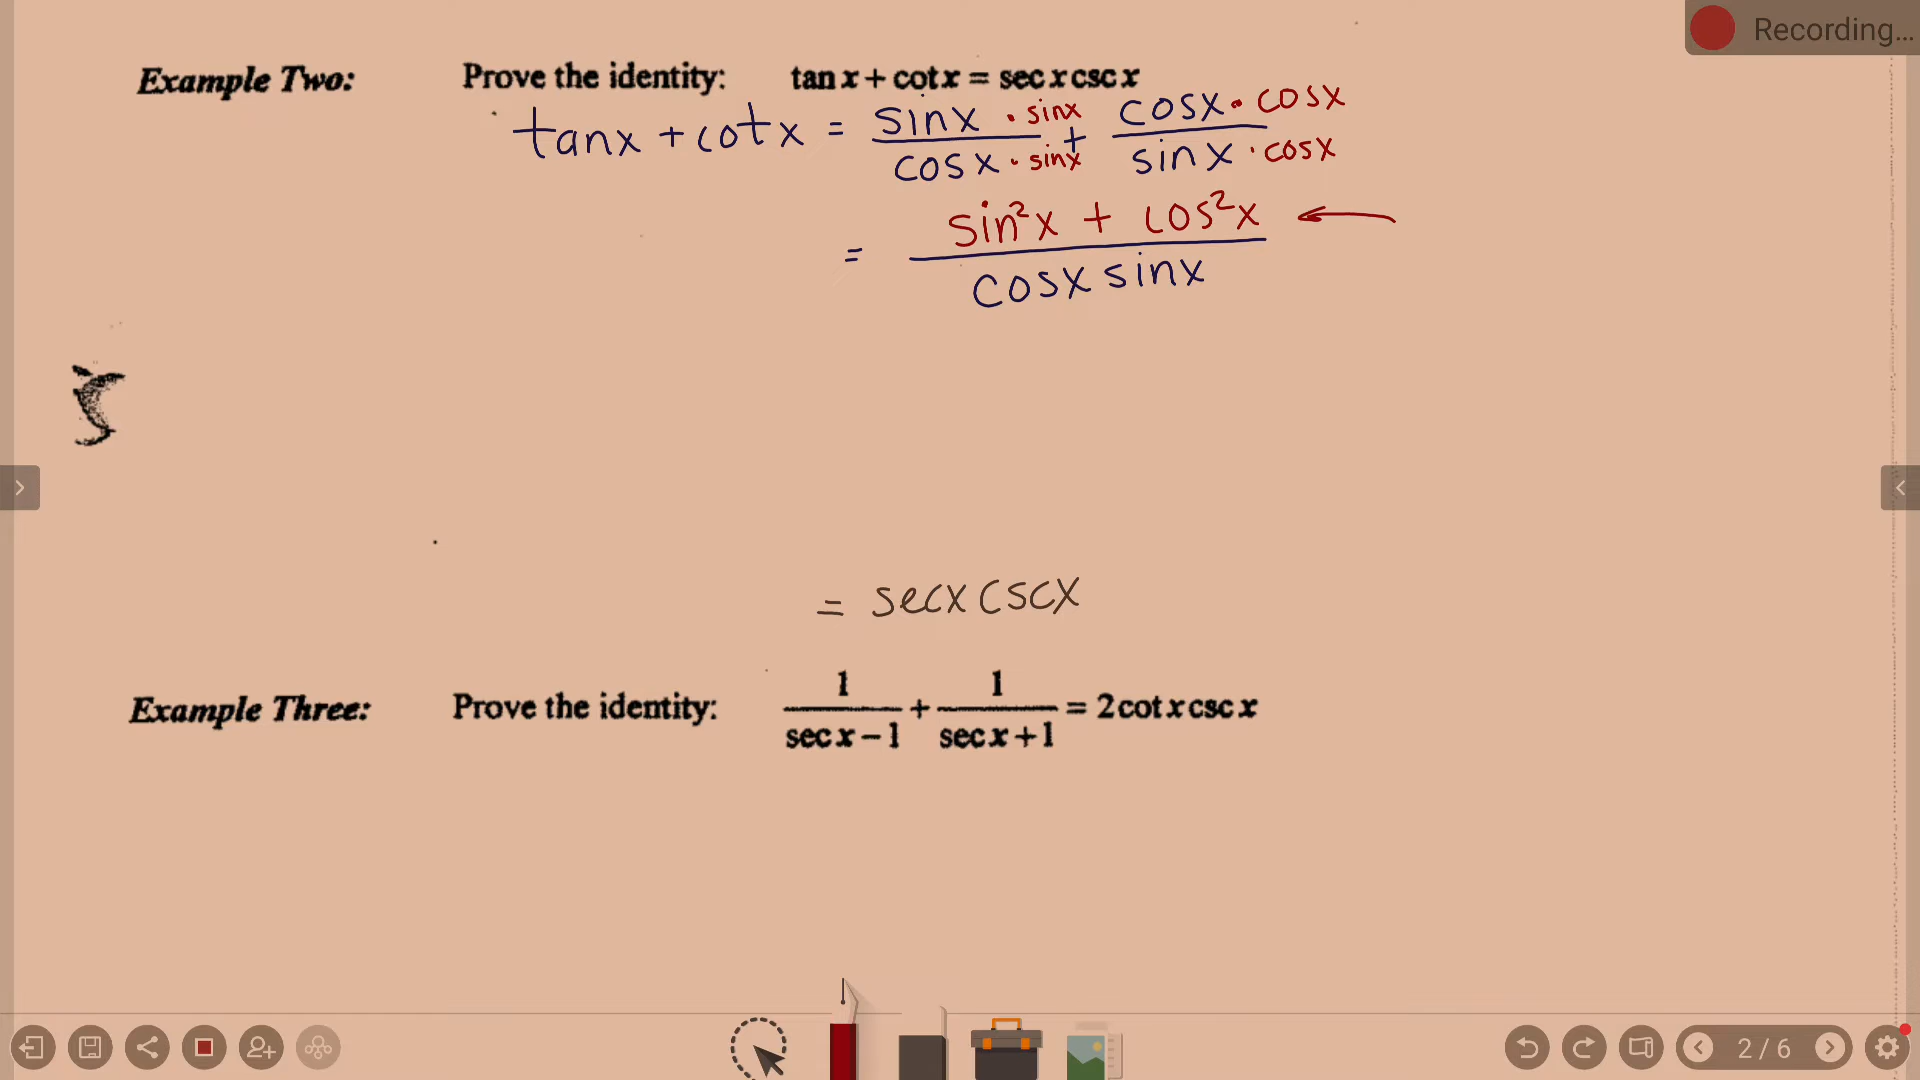 Recording...
Example Two: Prove the identity: tan x + cot x = sec x csc x
tanx + cotx = sinx · sinx / cosx · sinx + cosx · cosx / sinx · cosx
= sin²x + cos²x / cosx sinx
= secx cscx
Example Three: Prove the identity: 1 / sec x − 1 + 1 / sec x + 1 = 2 cot x csc x
2 / 6